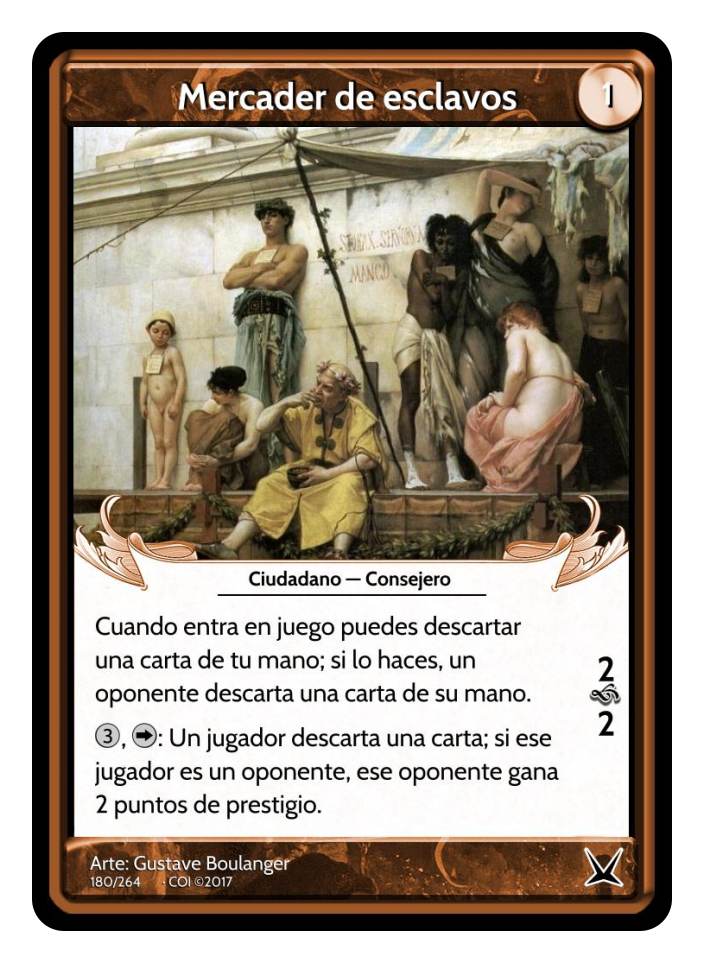 Mercader de esclavos
1
MANGO
Ciudadano — Consejero
Cuando entra en juego puedes descartar
una carta de tu mano; si lo haces, un
oponente descarta una carta de su mano.
2
2
3, ➡: Un jugador descarta una carta; si ese
jugador es un oponente, ese oponente gana
2 puntos de prestigio.
Arte: Gustave Boulanger
180/264 · COI ©2017